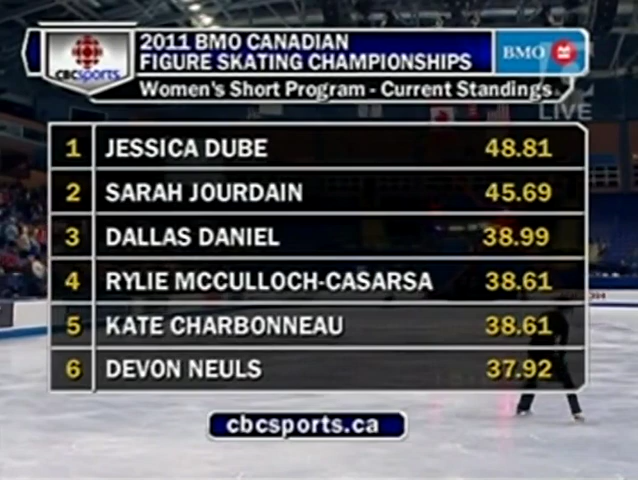 2011 BMO CANADIAN
FIGURE SKATING CHAMPIONSHIPS
BMO
cbcsports
Women's Short Program - Current Standings
LIVE
1 JESSICA DUBE 48.81
2 SARAH JOURDAIN 45.69
3 DALLAS DANIEL 38.99
4 RYLIE MCCULLOCH-CASARSA 38.61
5 KATE CHARBONNEAU 38.61
6 DEVON NEULS 37.92
cbcsports.ca